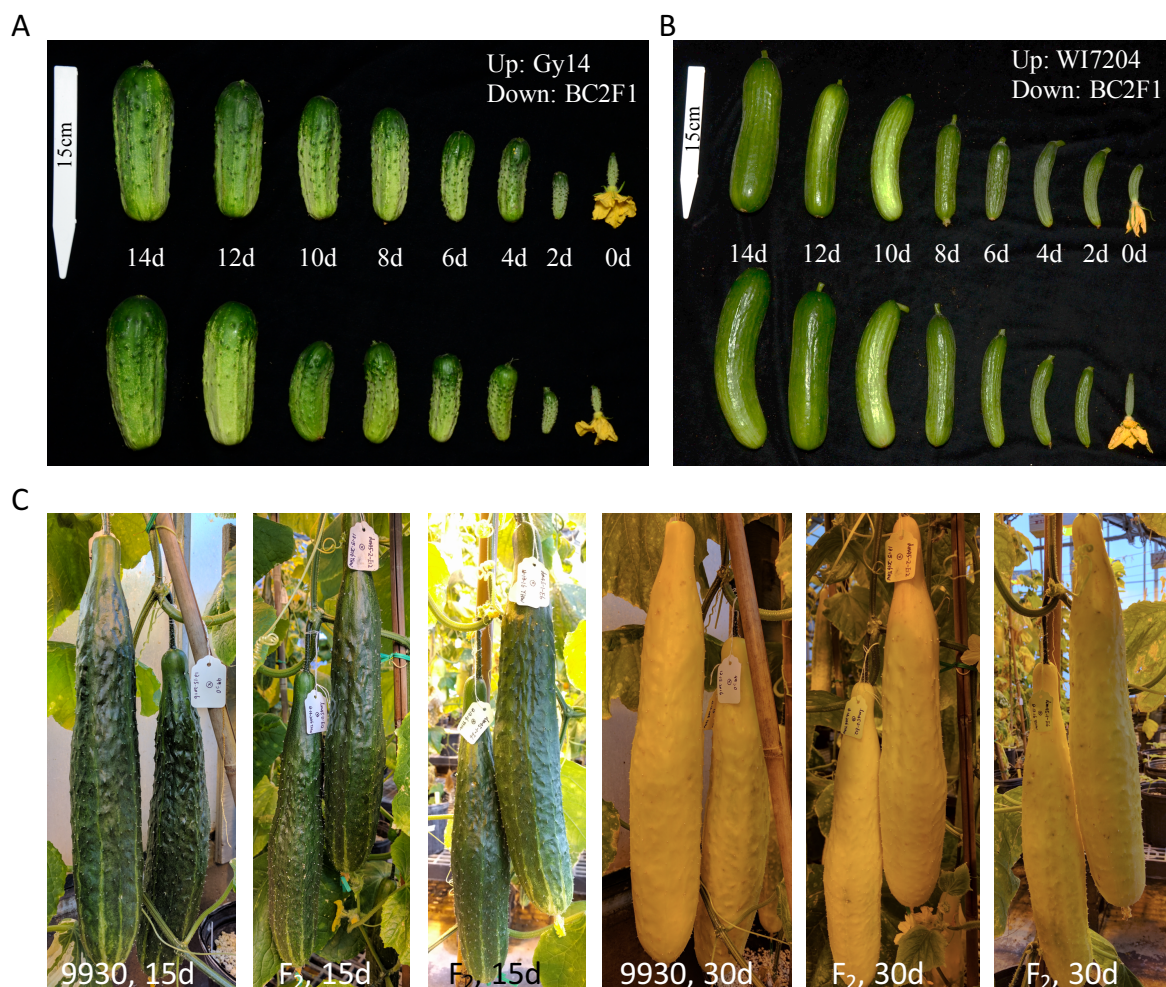 A
Up: Gy14
Down: BC2F1
15cm
14d 12d 10d 8d 6d 4d 2d 0d
B
Up: WI7204
Down: BC2F1
15cm
14d 12d 10d 8d 6d 4d 2d 0d
C
9930, 15d
F₂, 15d
F₂, 15d
9930, 30d
F₂, 30d
F₂, 30d